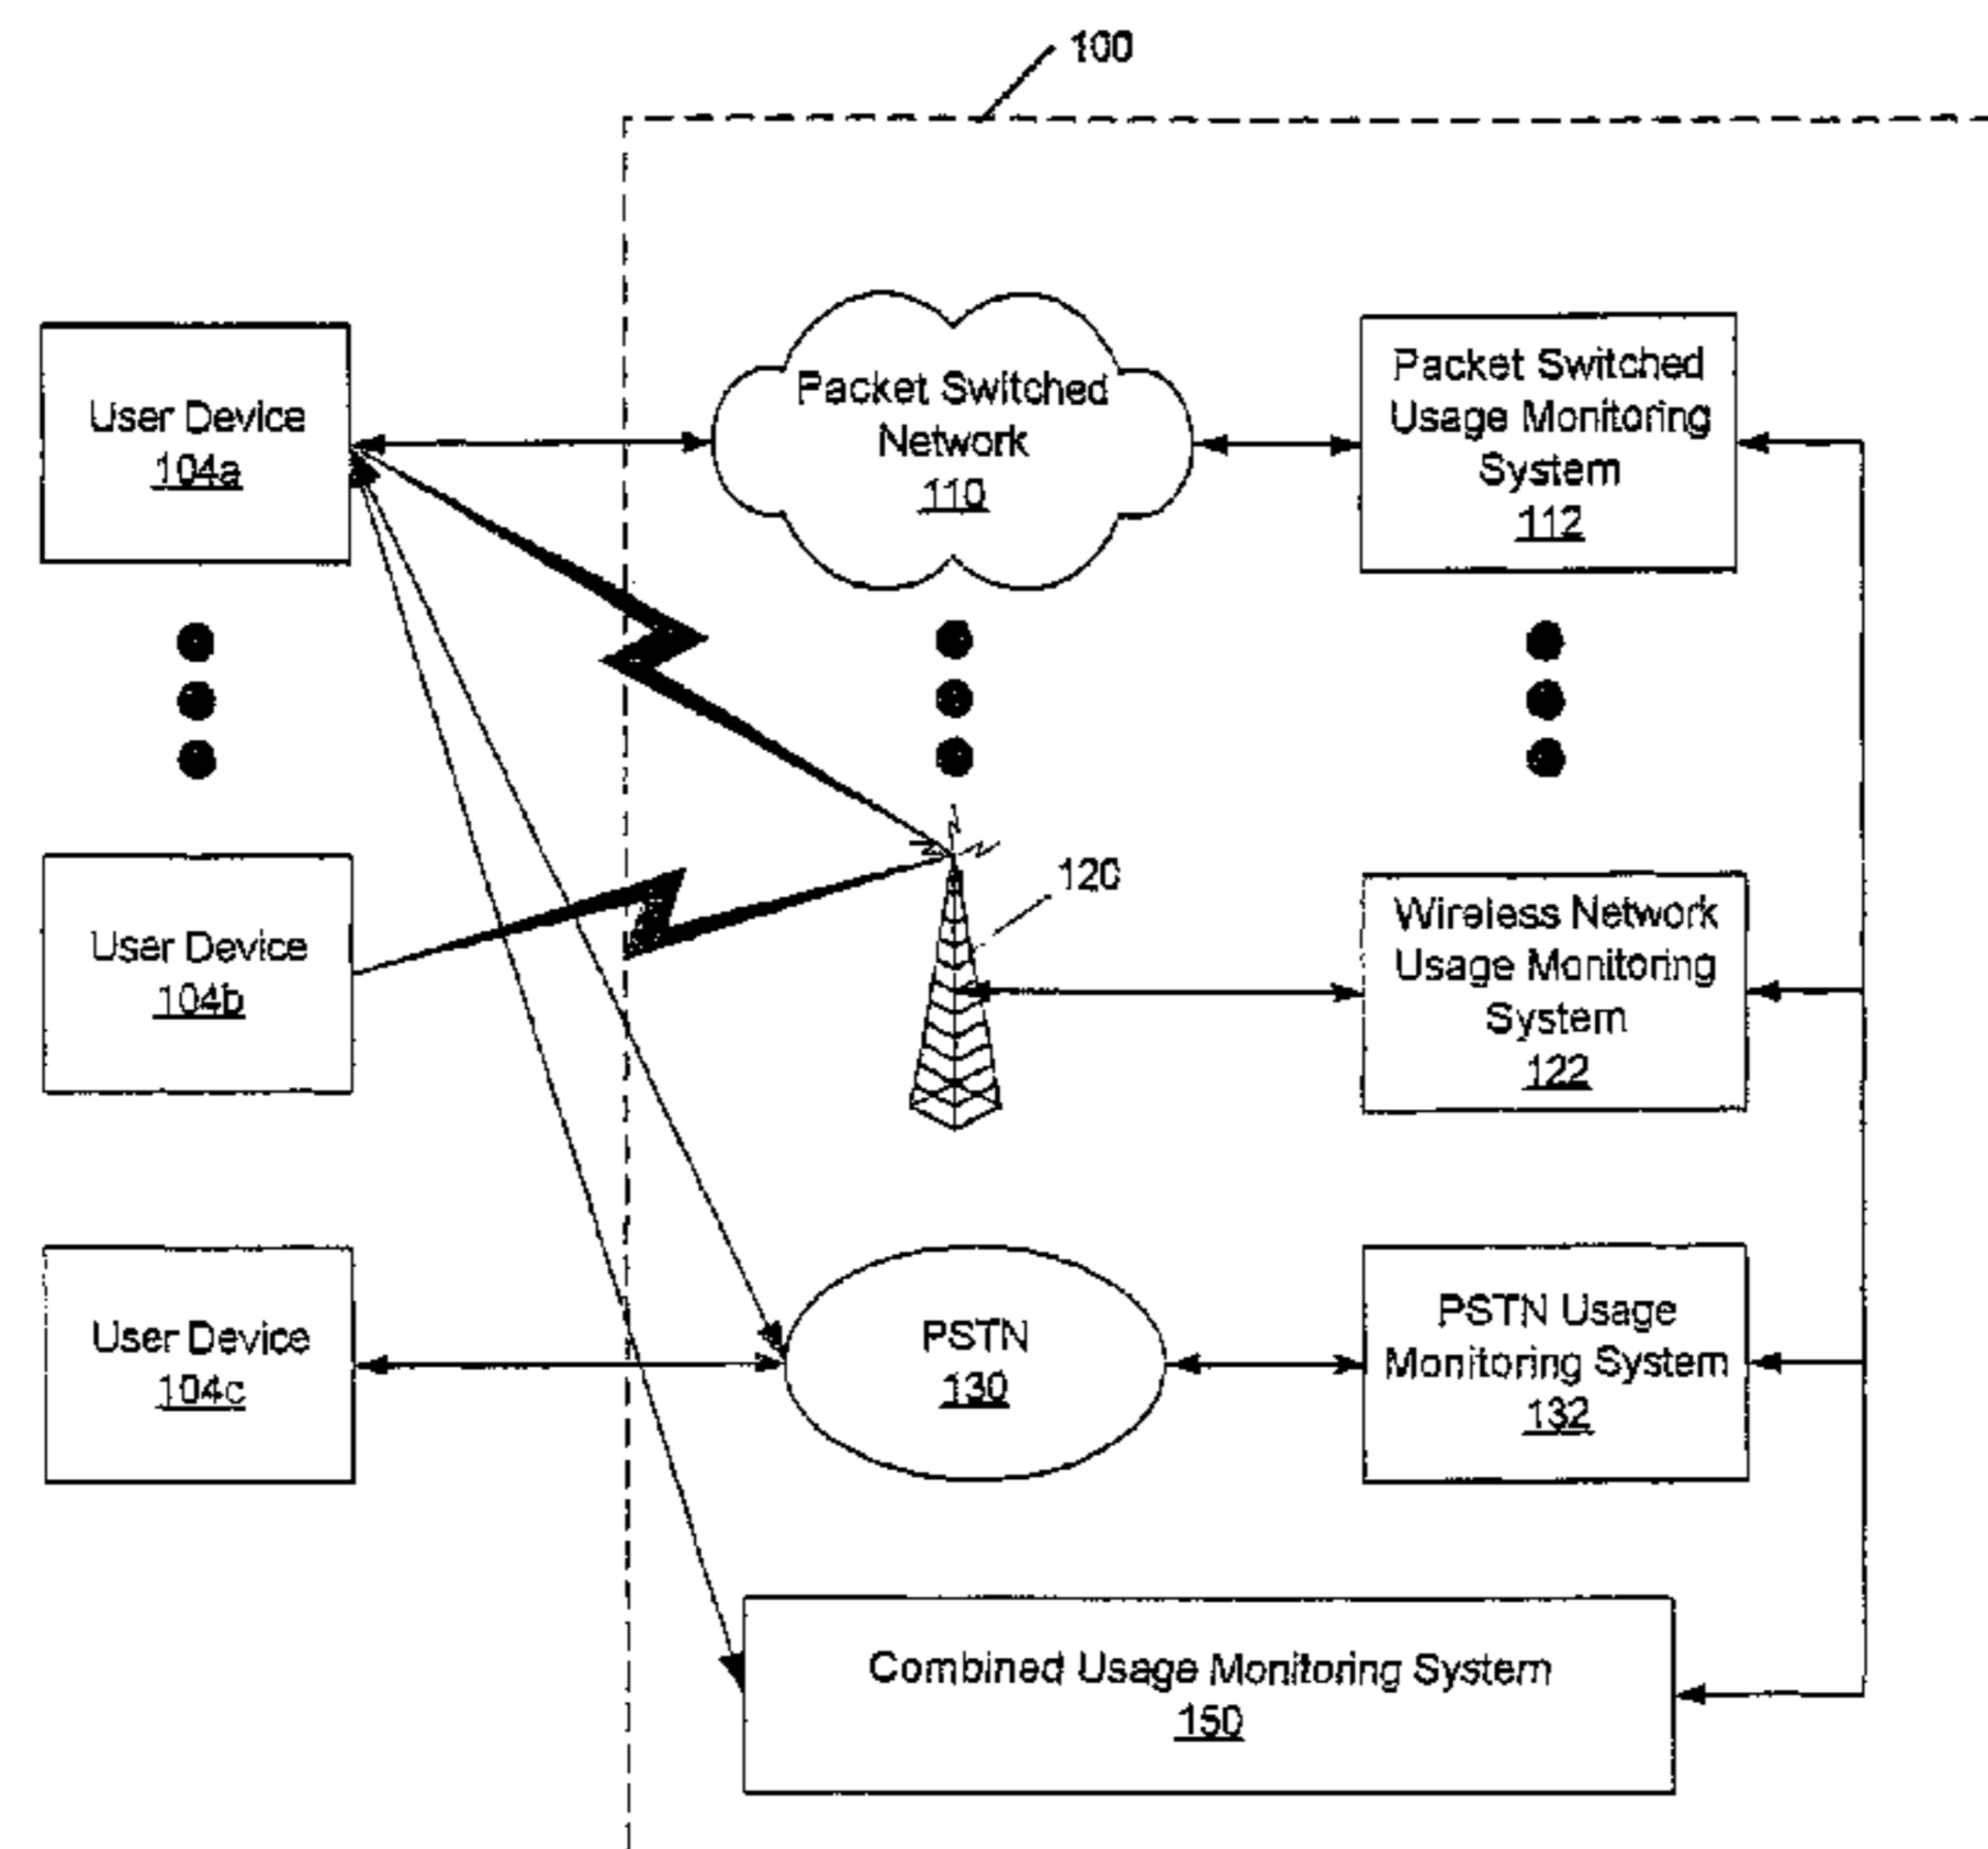 100
User Device
104a
Packet Switched
Network
110
Packet Switched
Usage Monitoring
System
112
User Device
104b
120
Wireless Network
Usage Monitoring
System
122
User Device
104c
PSTN
130
PSTN Usage
Monitoring System
132
Combined Usage Monitoring System
150